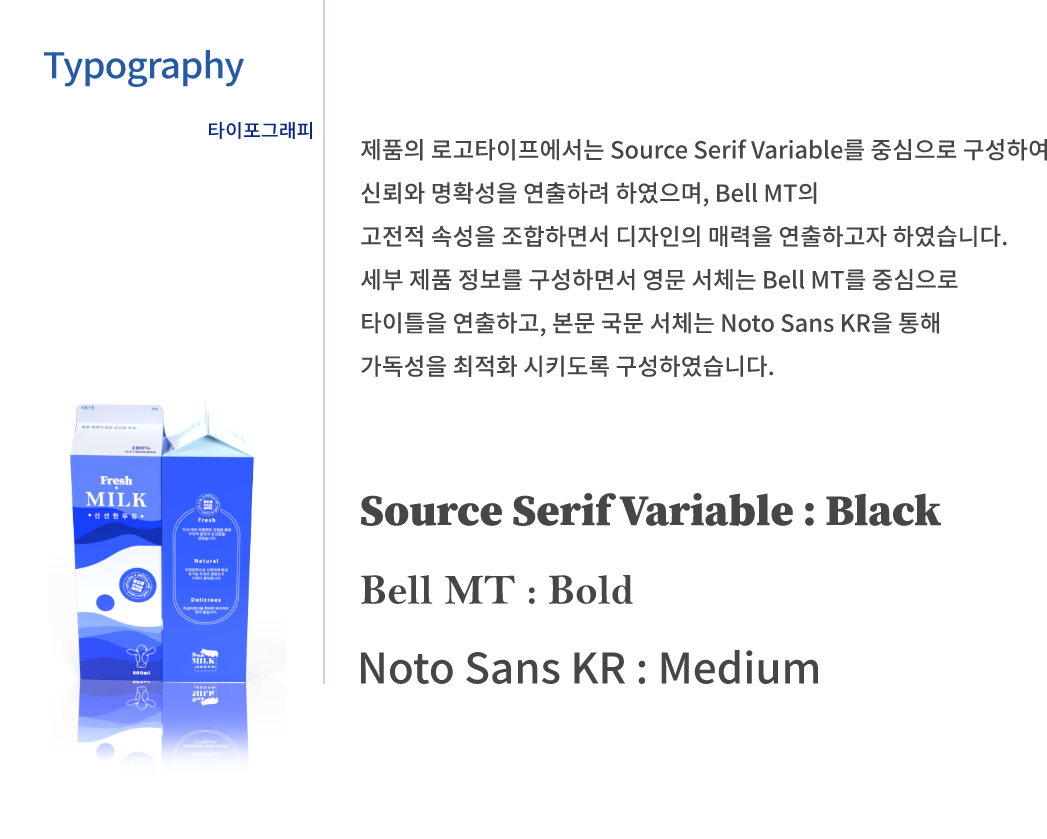 Typography
타이포그래피
제품의 로고타이프에서는 Source Serif Variable를 중심으로 구성하여
신뢰와 명확성을 연출하려 하였으며, Bell MT의
고전적 속성을 조합하면서 디자인의 매력을 연출하고자 하였습니다.
세부 제품 정보를 구성하면서 영문 서체는 Bell MT를 중심으로
타이틀을 연출하고, 본문 국문 서체는 Noto Sans KR을 통해
가독성을 최적화 시키도록 구성하였습니다.
Source Serif Variable : Black
Bell MT : Bold
Noto Sans KR : Medium
100%
Fresh
MILK
신선한우유
Fresh
Natural
Delicious
MILK